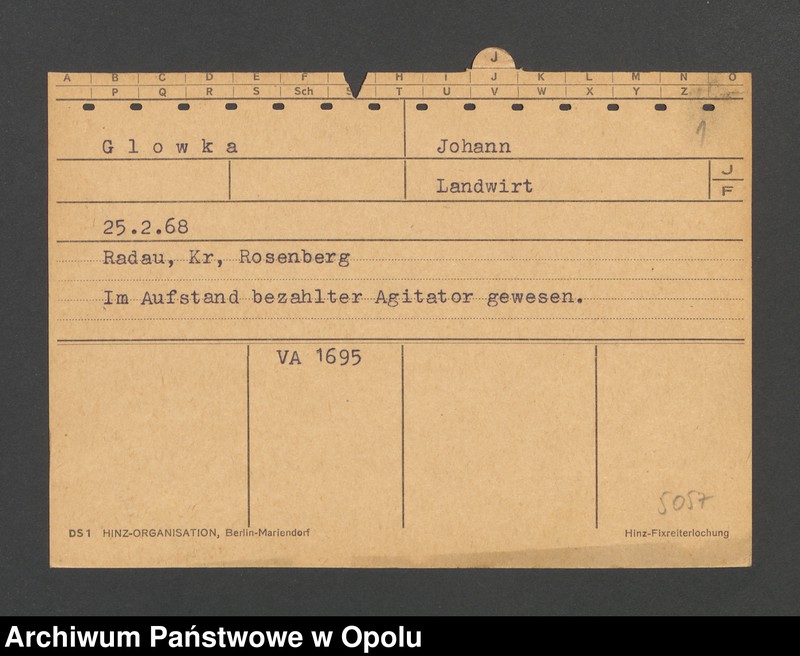 J
A B C D E F H I J K L M N O
P Q R S Sch T U V W X Y Z
1
Glowka Johann
Landwirt J
F
25.2.68
Radau, Kr, Rosenberg
Im Aufstand bezahlter Agitator gewesen.
VA 1695
5057
DS 1 HINZ-ORGANISATION, Berlin-Mariendorf Hinz-Fixreiterlochung
Archiwum Państwowe w Opolu